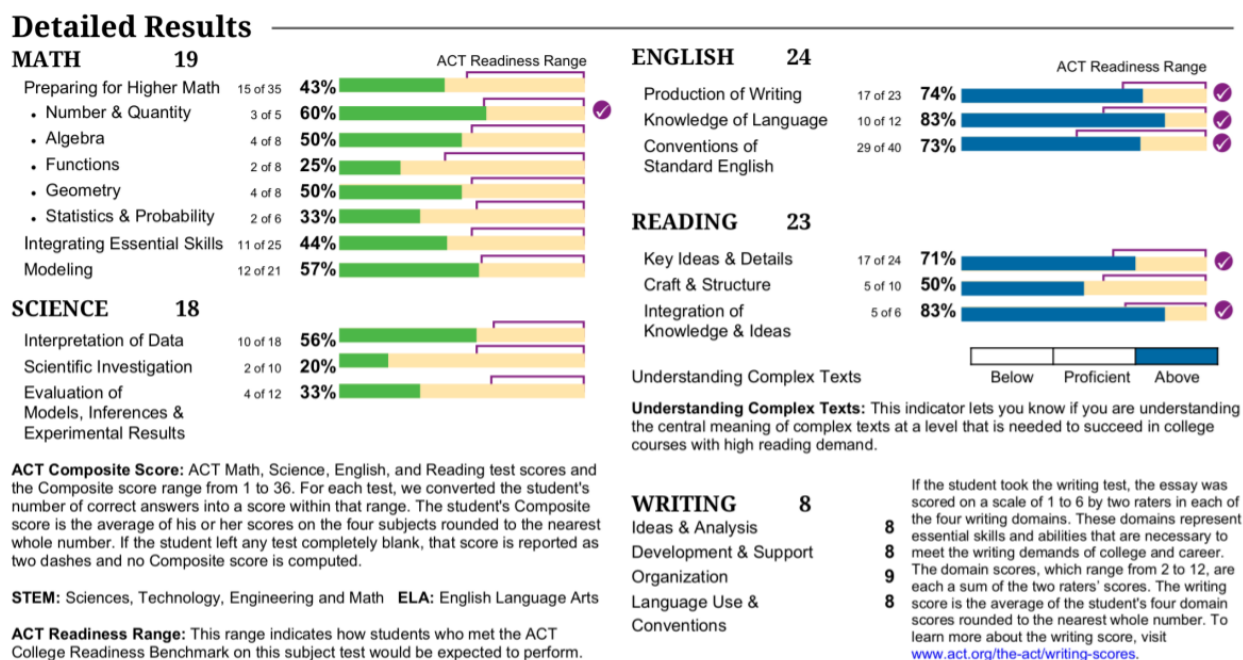 Detailed Results
MATH 19
ACT Readiness Range
Preparing for Higher Math 15 of 35 43%
• Number & Quantity 3 of 5 60%
• Algebra 4 of 8 50%
• Functions 2 of 8 25%
• Geometry 4 of 8 50%
• Statistics & Probability 2 of 6 33%
Integrating Essential Skills 11 of 25 44%
Modeling 12 of 21 57%
SCIENCE 18
Interpretation of Data 10 of 18 56%
Scientific Investigation 2 of 10 20%
Evaluation of 4 of 12 33%
Models, Inferences &
Experimental Results
ACT Composite Score: ACT Math, Science, English, and Reading test scores and
the Composite score range from 1 to 36. For each test, we converted the student's
number of correct answers into a score within that range. The student's Composite
score is the average of his or her scores on the four subjects rounded to the nearest
whole number. If the student left any test completely blank, that score is reported as
two dashes and no Composite score is computed.
STEM: Sciences, Technology, Engineering and Math ELA: English Language Arts
ACT Readiness Range: This range indicates how students who met the ACT
College Readiness Benchmark on this subject test would be expected to perform.
ENGLISH 24
ACT Readiness Range
Production of Writing 17 of 23 74%
Knowledge of Language 10 of 12 83%
Conventions of 29 of 40 73%
Standard English
READING 23
Key Ideas & Details 17 of 24 71%
Craft & Structure 5 of 10 50%
Integration of 5 of 6 83%
Knowledge & Ideas
Understanding Complex Texts Below Proficient Above
Understanding Complex Texts: This indicator lets you know if you are understanding
the central meaning of complex texts at a level that is needed to succeed in college
courses with high reading demand.
WRITING 8
Ideas & Analysis 8
Development & Support 8
Organization 9
Language Use & 8
Conventions
If the student took the writing test, the essay was
scored on a scale of 1 to 6 by two raters in each of
the four writing domains. These domains represent
essential skills and abilities that are necessary to
meet the writing demands of college and career.
The domain scores, which range from 2 to 12, are
each a sum of the two raters' scores. The writing
score is the average of the student's four domain
scores rounded to the nearest whole number. To
learn more about the writing score, visit
www.act.org/the-act/writing-scores.